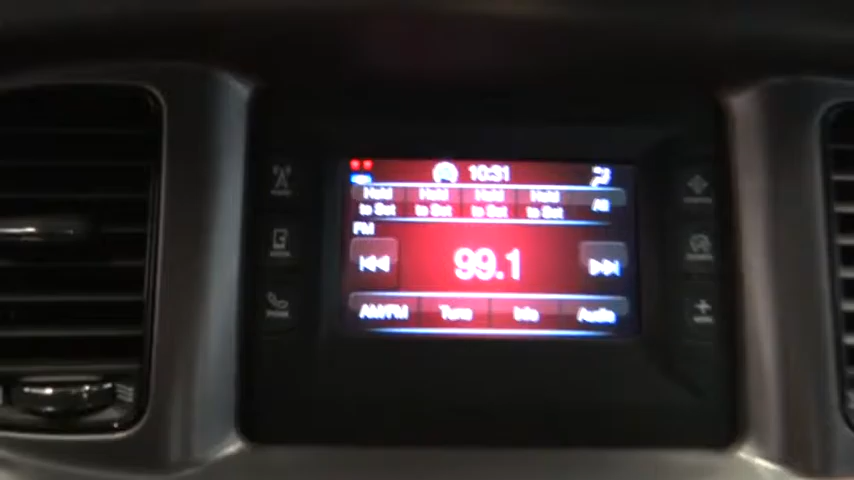 10:31
Hold to Set Hold to Set Hold to Set Hold to Set All
FM
99.1
AM/FM Tune Info Audio